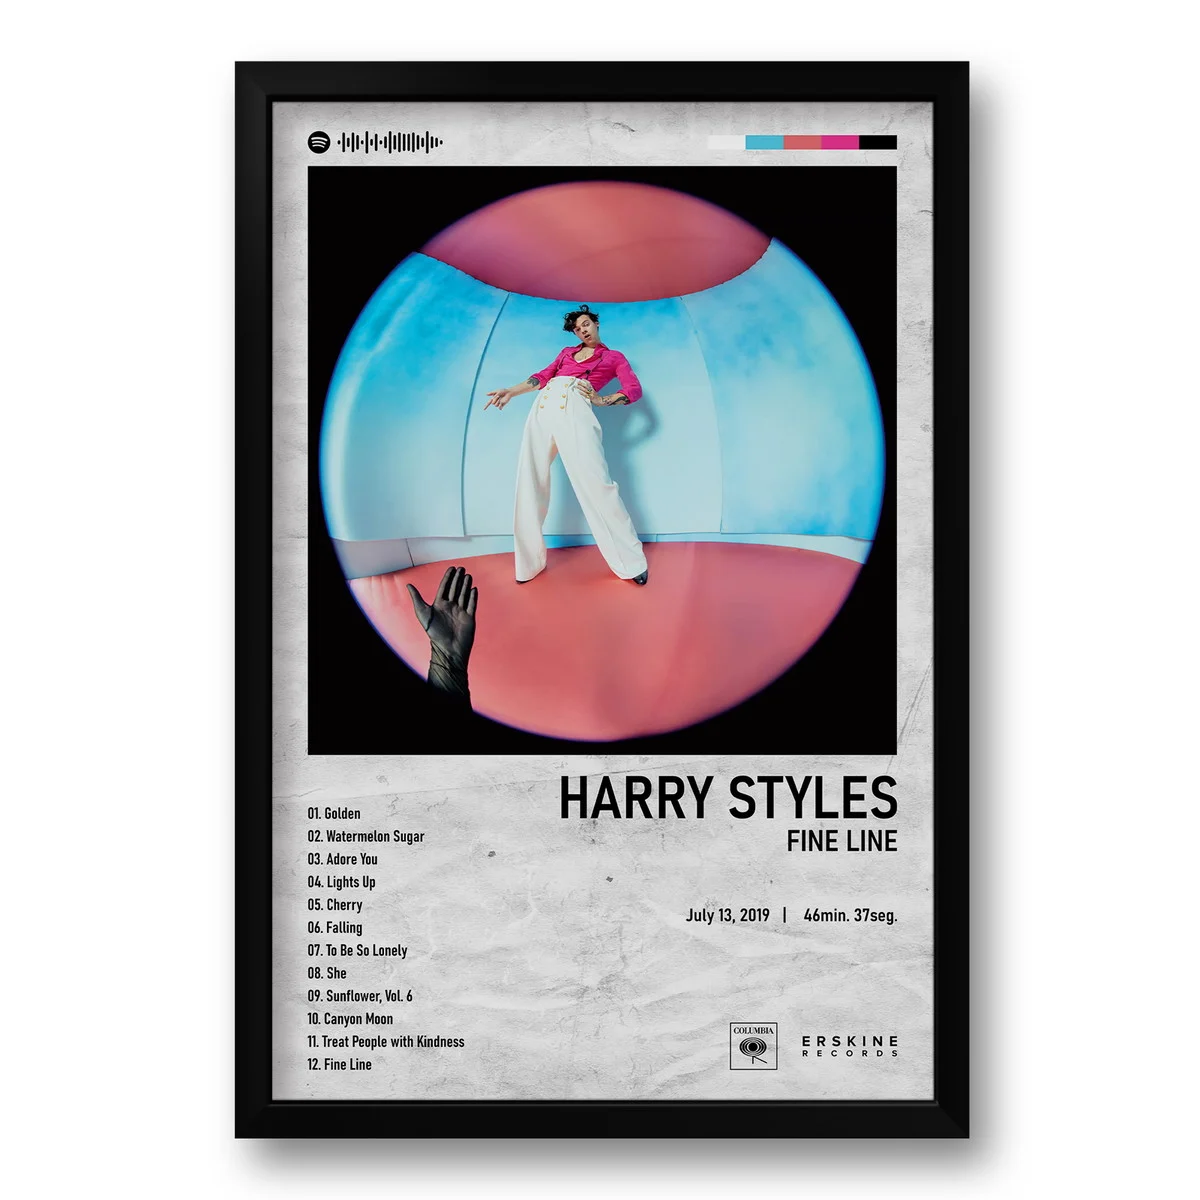 HARRY STYLES
FINE LINE
01. Golden
02. Watermelon Sugar
03. Adore You
04. Lights Up
05. Cherry
06. Falling
07. To Be So Lonely
08. She
09. Sunflower, Vol. 6
10. Canyon Moon
11. Treat People with Kindness
12. Fine Line
July 13, 2019 | 46min. 37seg.
COLUMBIA
ERSKINE
RECORDS